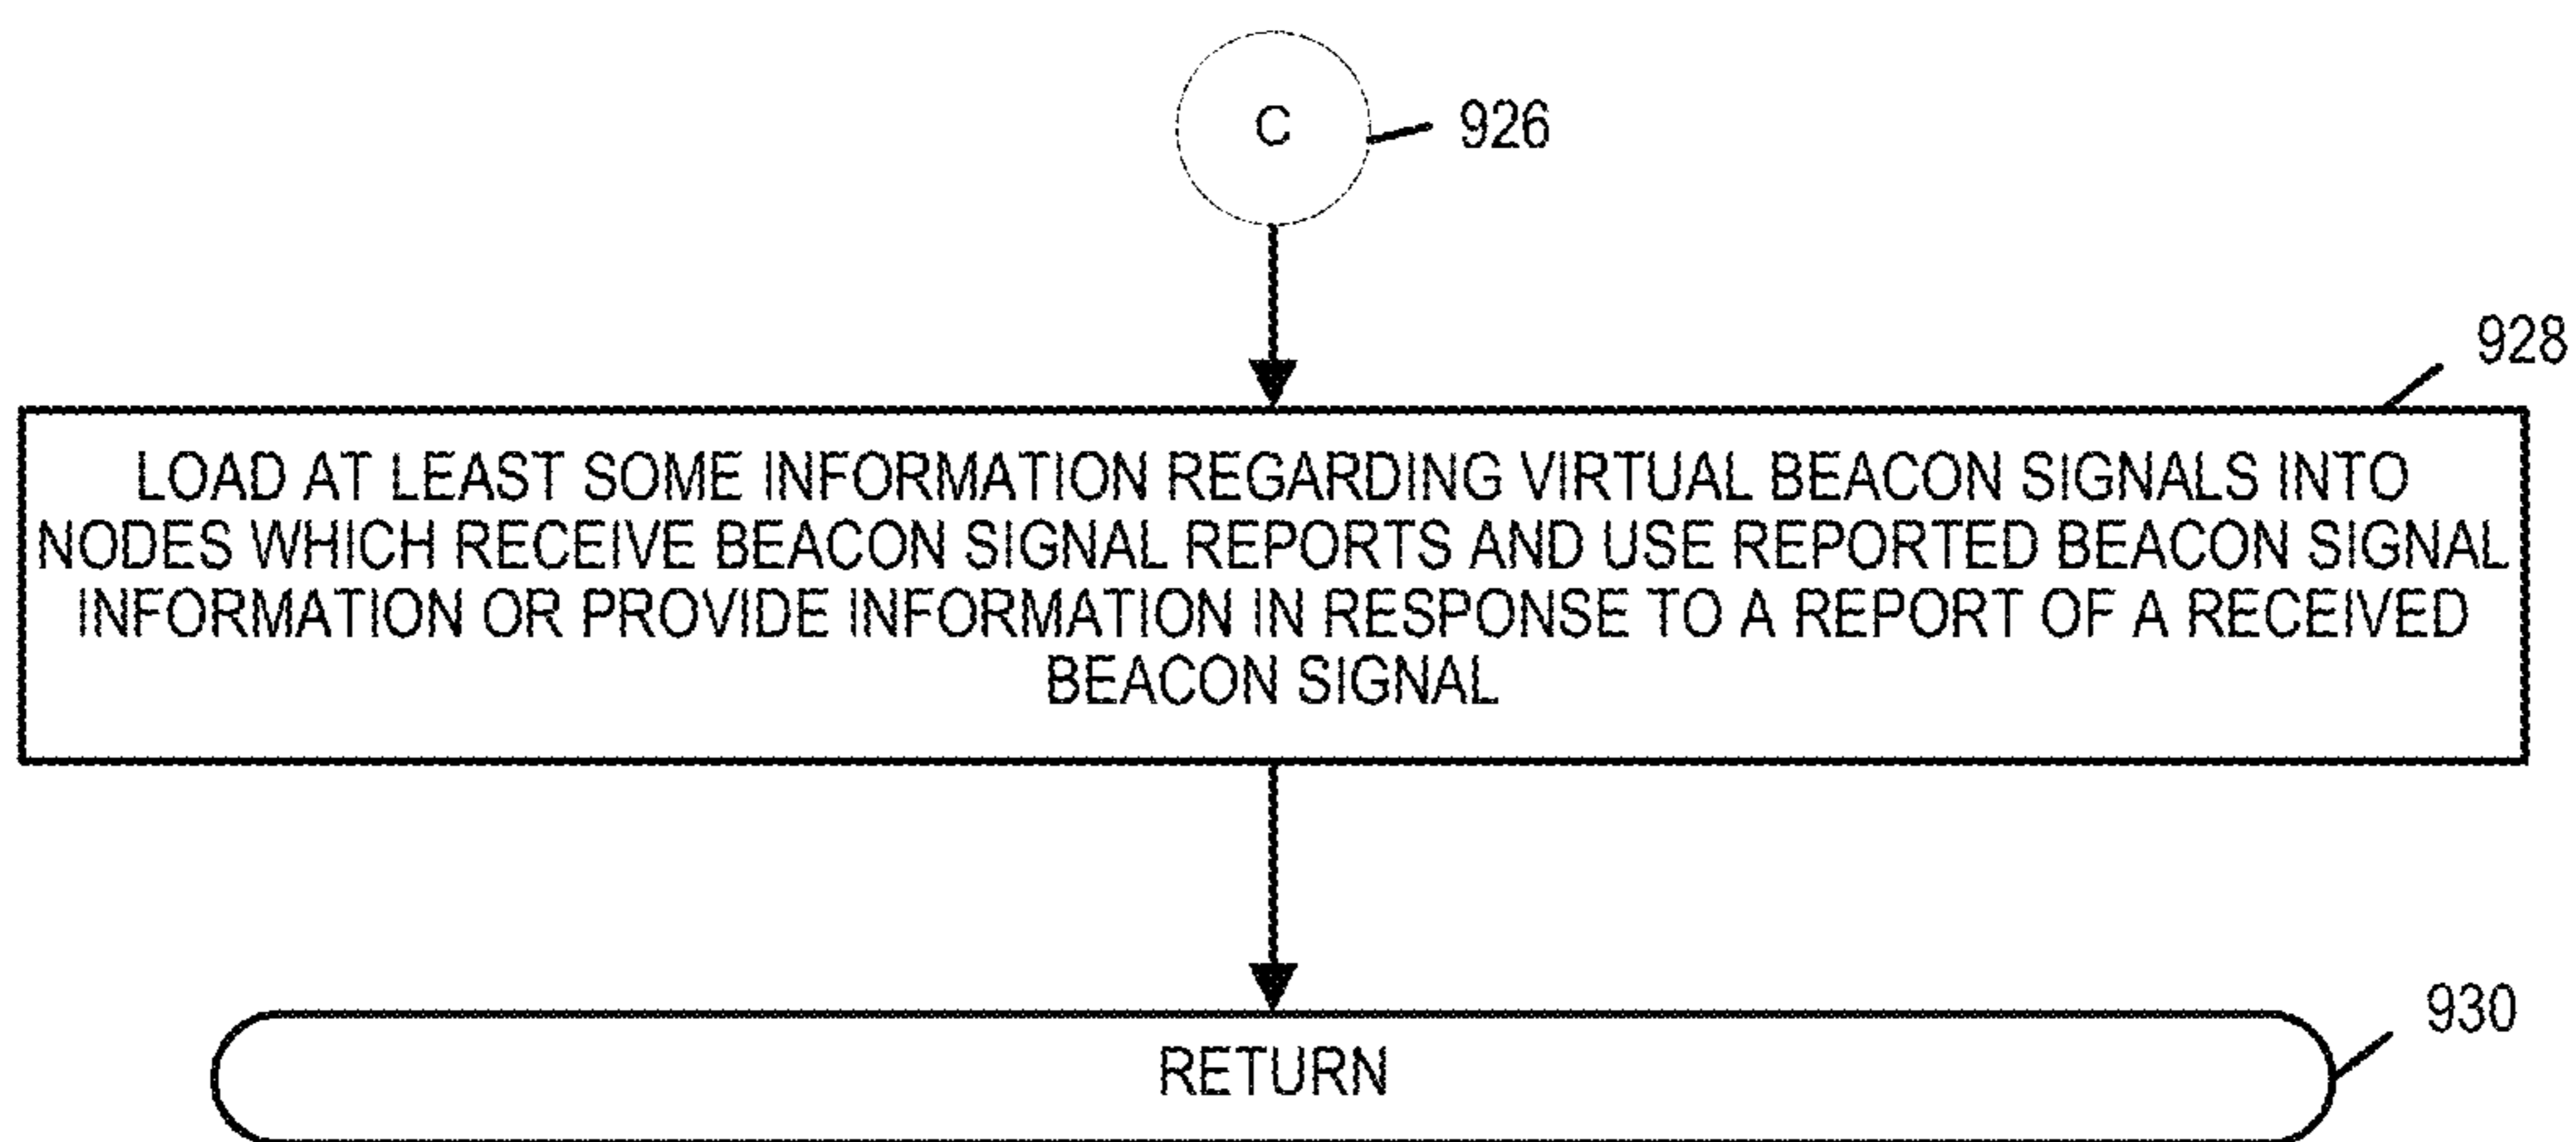 C
926
928
LOAD AT LEAST SOME INFORMATION REGARDING VIRTUAL BEACON SIGNALS INTO
NODES WHICH RECEIVE BEACON SIGNAL REPORTS AND USE REPORTED BEACON SIGNAL
INFORMATION OR PROVIDE INFORMATION IN RESPONSE TO A REPORT OF A RECEIVED
BEACON SIGNAL
930
RETURN